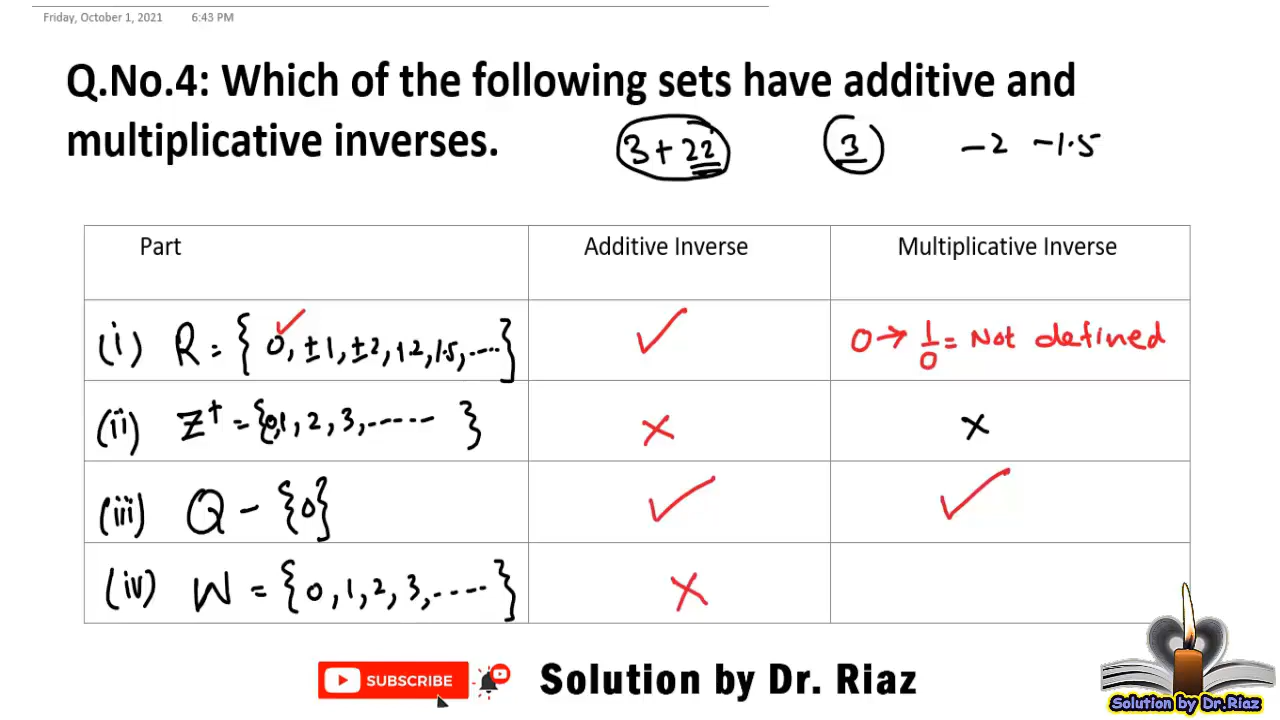 Friday, October 1, 2021 6:43 PM
Q.No.4: Which of the following sets have additive and
multiplicative inverses.
3 + 22 3 -2 -1.5
Part Additive Inverse Multiplicative Inverse
(i) R = { 0, ±1, ±2, 1.2, 1.5, ..... } ✓ 0 → 1/0 = Not defined
(ii) Z+ = {0,1, 2, 3, ...... } × ×
(iii) Q - {0} ✓ ✓
(iv) W = {0, 1, 2, 3, ...... } ×
SUBSCRIBE Solution by Dr. Riaz
Solution by Dr.Riaz